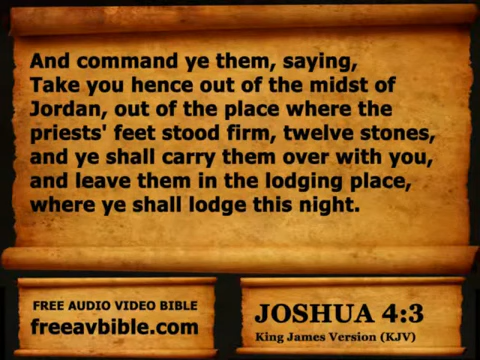 And command ye them, saying,
Take you hence out of the midst of
Jordan, out of the place where the
priests' feet stood firm, twelve stones,
and ye shall carry them over with you,
and leave them in the lodging place,
where ye shall lodge this night.
FREE AUDIO VIDEO BIBLE
freeavbible.com
JOSHUA 4:3
King James Version (KJV)